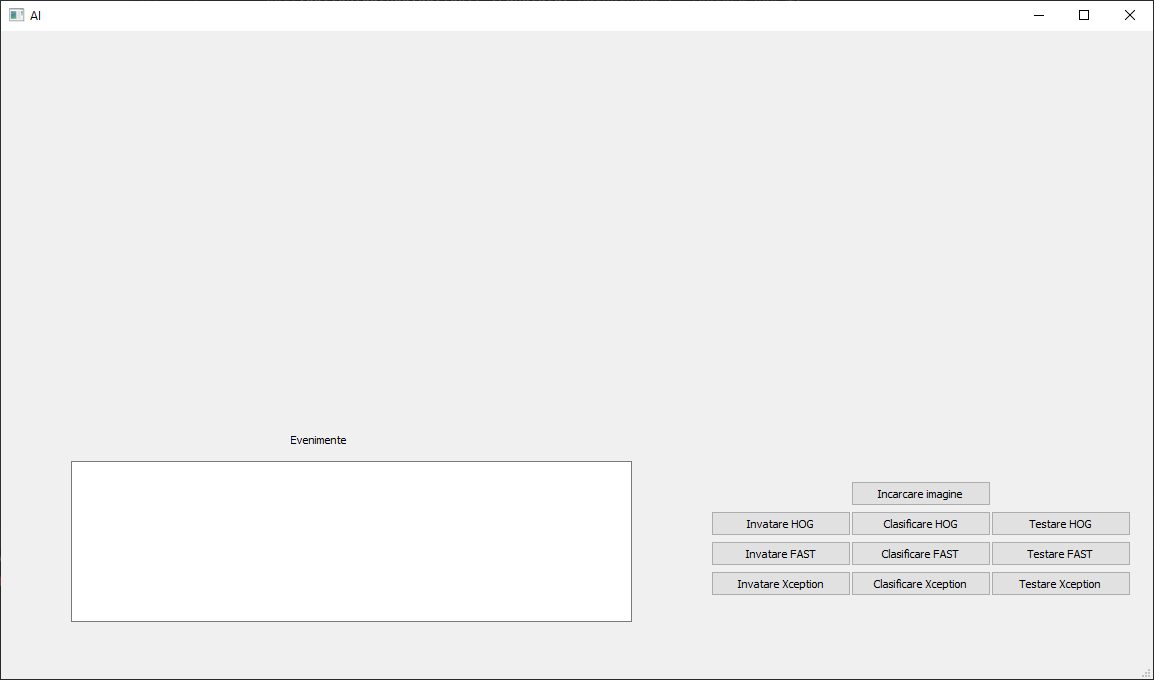 AI
Evenimente
Incarcare imagine
Invatare HOG Clasificare HOG Testare HOG
Invatare FAST Clasificare FAST Testare FAST
Invatare Xception Clasificare Xception Testare Xception